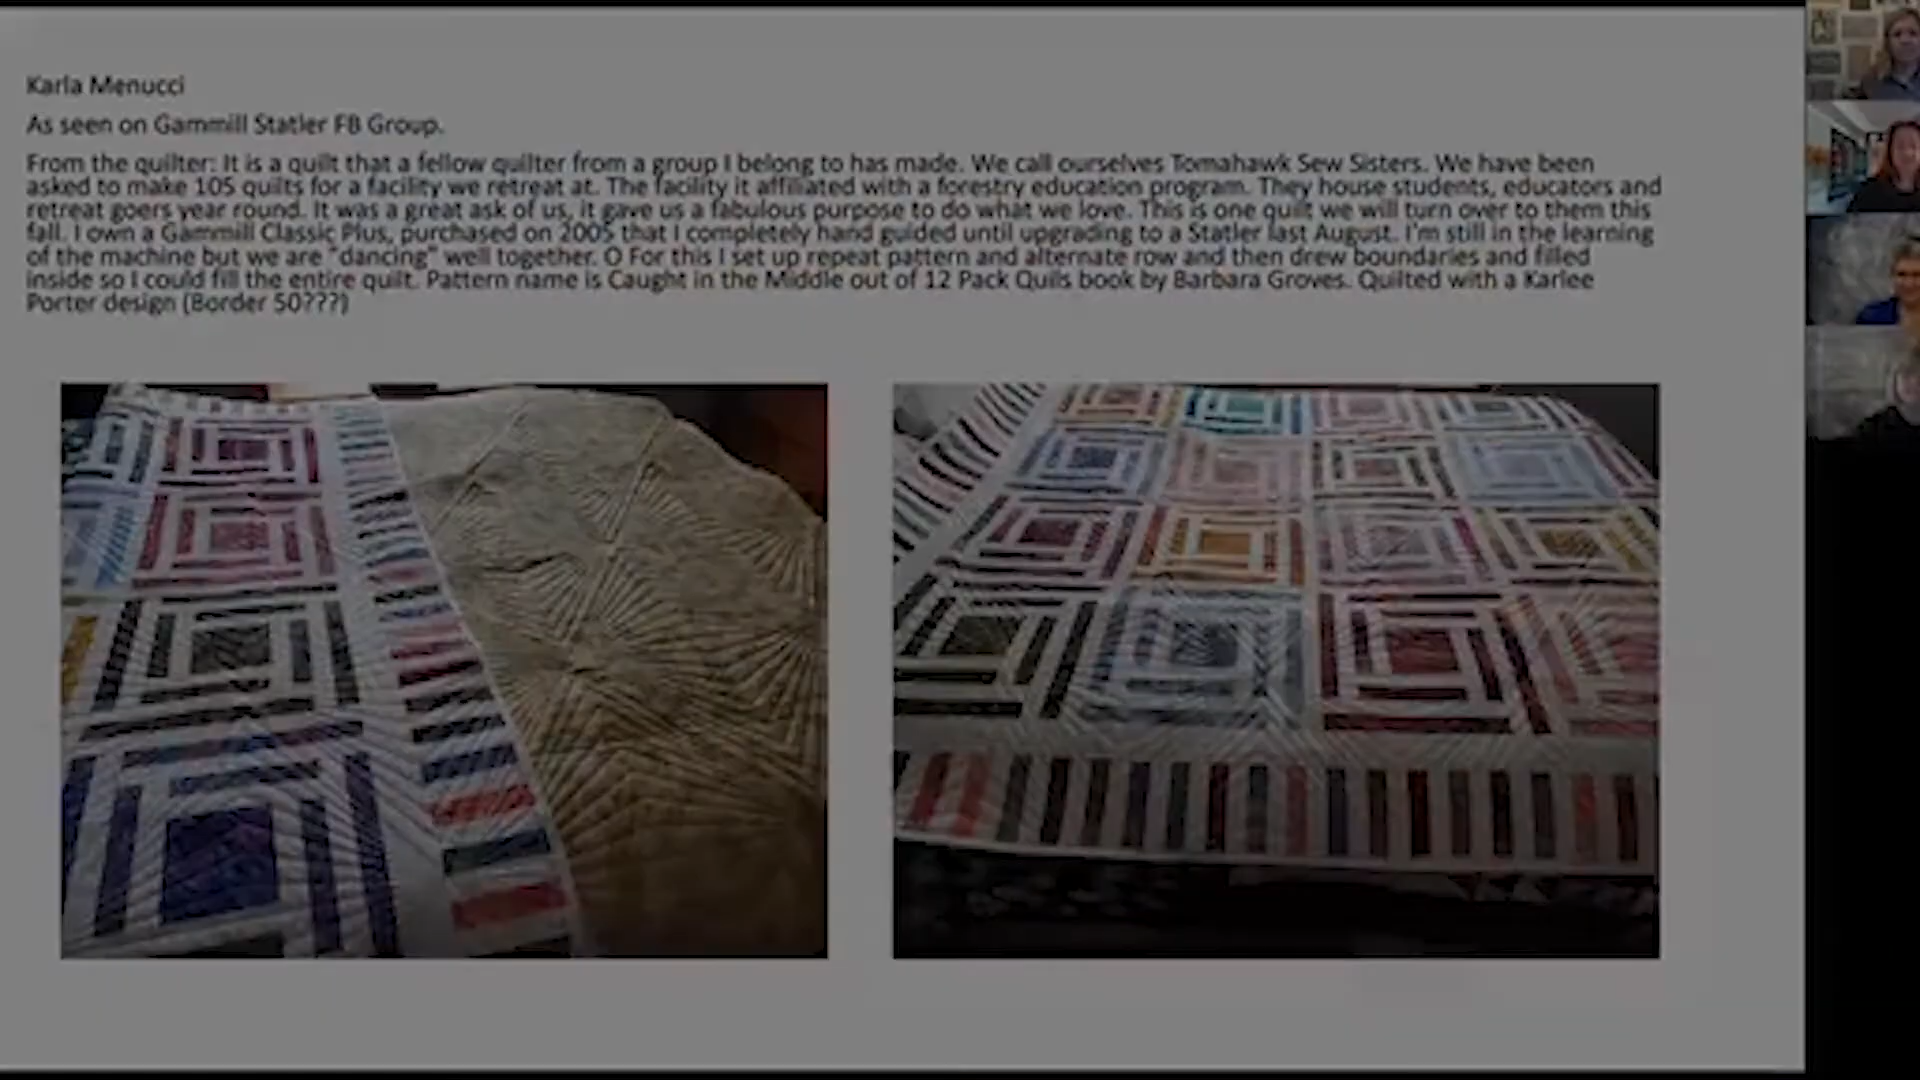 Karla Menucci
As seen on Gammill Statler FB Group.
From the quilter: It is a quilt that a fellow quilter from a group I belong to has made. We call ourselves Tomahawk Sew Sisters. We have been
asked to make 105 quilts for a facility we retreat at. The facility it affiliated with a forestry education program. They house students, educators and
retreat goers year round. It was a great ask of us, it gave us a fabulous purpose to do what we love. This is one quilt we will turn over to them this
fall. I own a Gammill Classic Plus, purchased on 2005 that I completely hand guided until upgrading to a Statler last August. I'm still in the learning
of the machine but we are "dancing" well together. O For this I set up repeat pattern and alternate row and then drew boundaries and filled
inside so I could fill the entire quilt. Pattern name is Caught in the Middle out of 12 Pack Quils book by Barbara Groves. Quilted with a Karlee
Porter design (Border 50???)